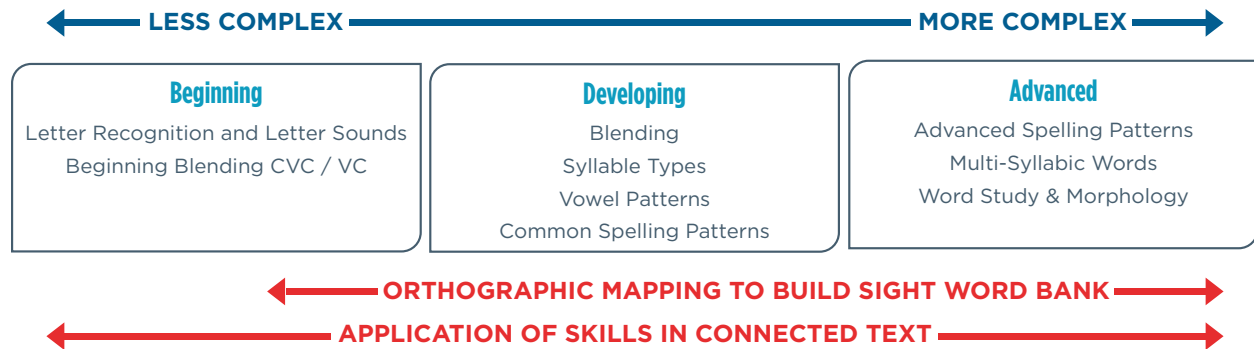 LESS COMPLEX
MORE COMPLEX
Beginning
Letter Recognition and Letter Sounds
Beginning Blending CVC / VC
Developing
Blending
Syllable Types
Vowel Patterns
Common Spelling Patterns
Advanced
Advanced Spelling Patterns
Multi-Syllabic Words
Word Study & Morphology
ORTHOGRAPHIC MAPPING TO BUILD SIGHT WORD BANK
APPLICATION OF SKILLS IN CONNECTED TEXT